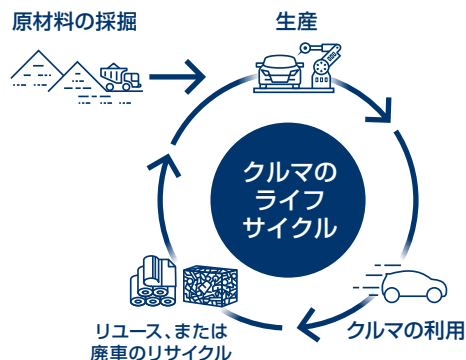 原材料の採掘
生産
クルマの
ライフ
サイクル
クルマの利用
リユース、または
廃車のリサイクル